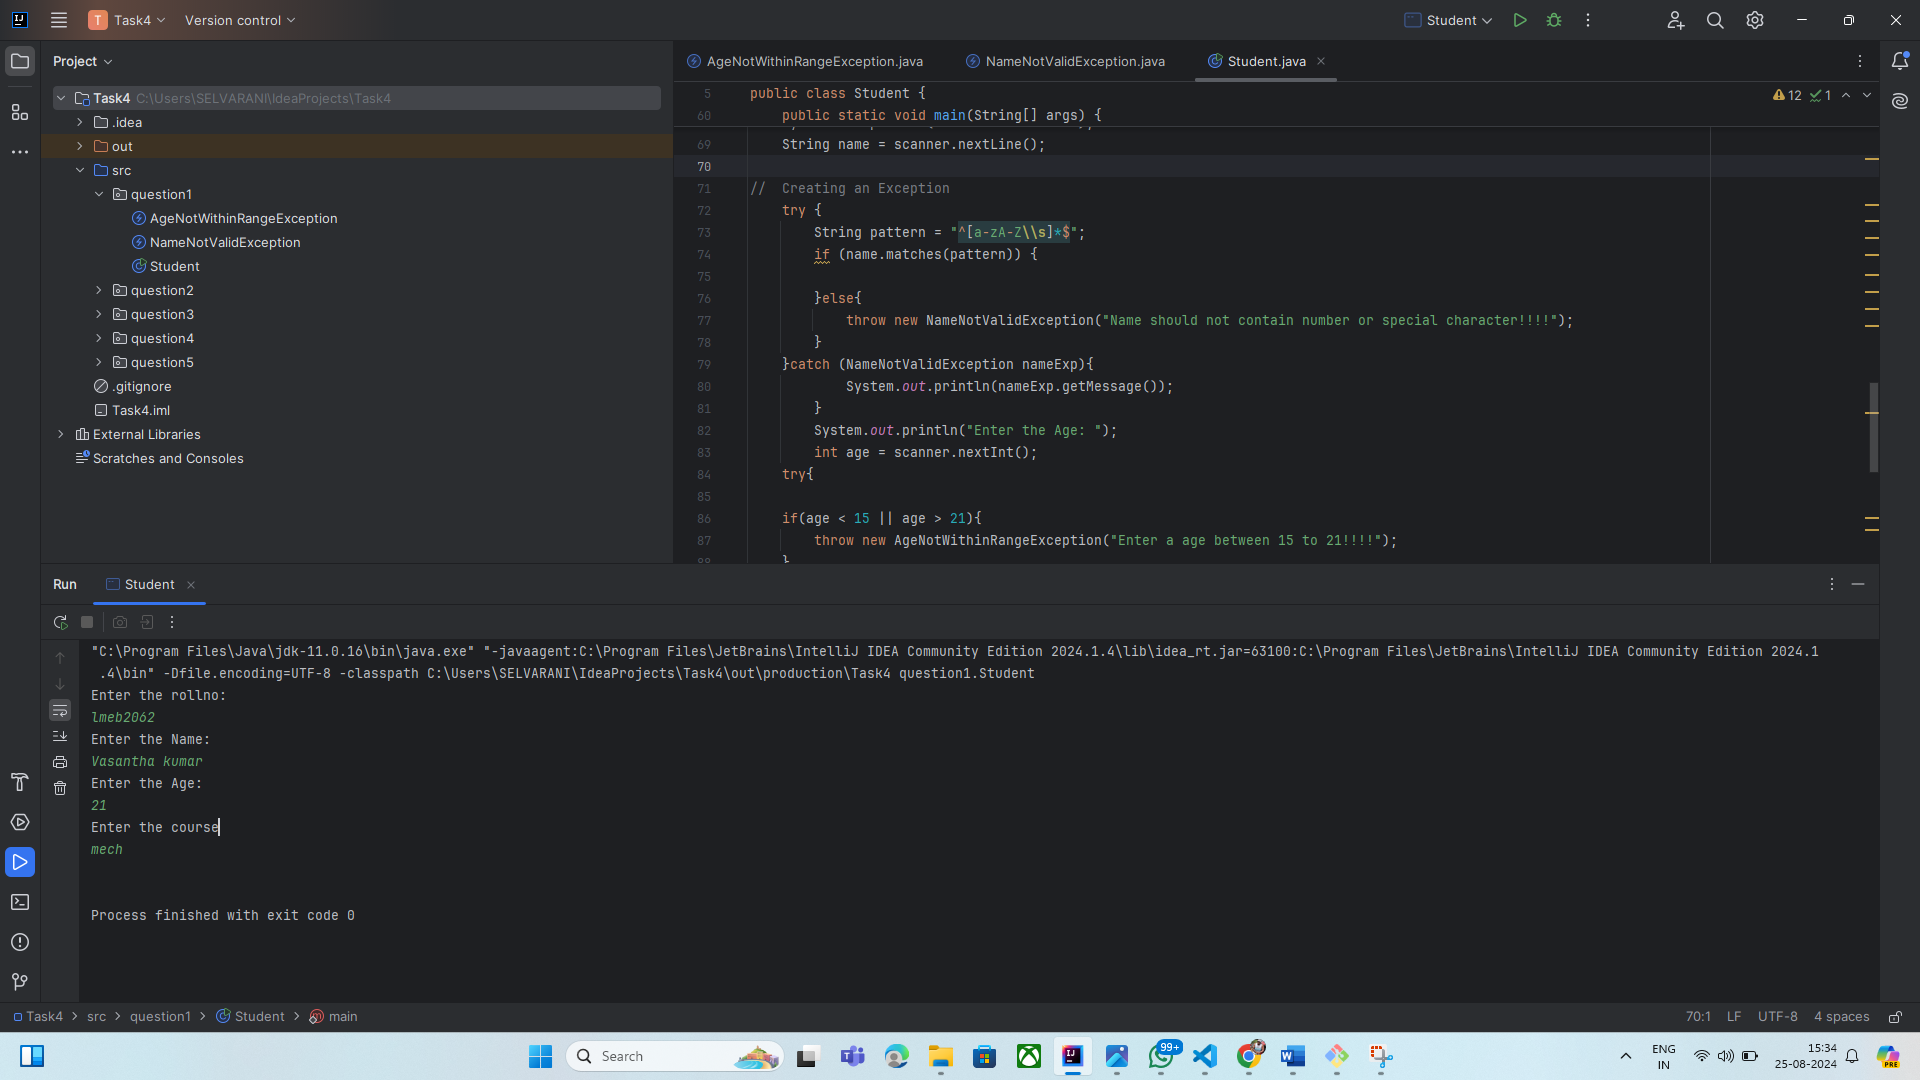 T Task4 Version control Student
Project
Task4 C:\Users\SELVARANI\IdeaProjects\Task4
.idea
out
src
question1
AgeNotWithinRangeException
NameNotValidException
Student
question2
question3
question4
question5
.gitignore
Task4.iml
External Libraries
Scratches and Consoles
AgeNotWithinRangeException.java NameNotValidException.java Student.java
12 1
5 public class Student {
60 public static void main(String[] args) {
69 String name = scanner.nextLine();
70
71 // Creating an Exception
72 try {
73 String pattern = "^[a-zA-Z\\s]*$";
74 if (name.matches(pattern)) {
75
76 }else{
77 throw new NameNotValidException("Name should not contain number or special character!!!!");
78 }
79 }catch (NameNotValidException nameExp){
80 System.out.println(nameExp.getMessage());
81 }
82 System.out.println("Enter the Age: ");
83 int age = scanner.nextInt();
84 try{
85
86 if(age < 15 || age > 21){
87 throw new AgeNotWithinRangeException("Enter a age between 15 to 21!!!!");
88 }
Run Student
"C:\Program Files\Java\jdk-11.0.16\bin\java.exe" "-javaagent:C:\Program Files\JetBrains\IntelliJ IDEA Community Edition 2024.1.4\lib\idea_rt.jar=63100:C:\Program Files\JetBrains\IntelliJ IDEA Community Edition 2024.1
.4\bin" -Dfile.encoding=UTF-8 -classpath C:\Users\SELVARANI\IdeaProjects\Task4\out\production\Task4 question1.Student
Enter the rollno:
lmeb2062
Enter the Name:
Vasantha kumar
Enter the Age:
21
Enter the course
mech
Process finished with exit code 0
Task4 > src > question1 > Student > main
70:1 LF UTF-8 4 spaces
Search
99+
ENG
IN
15:34
25-08-2024
PRE